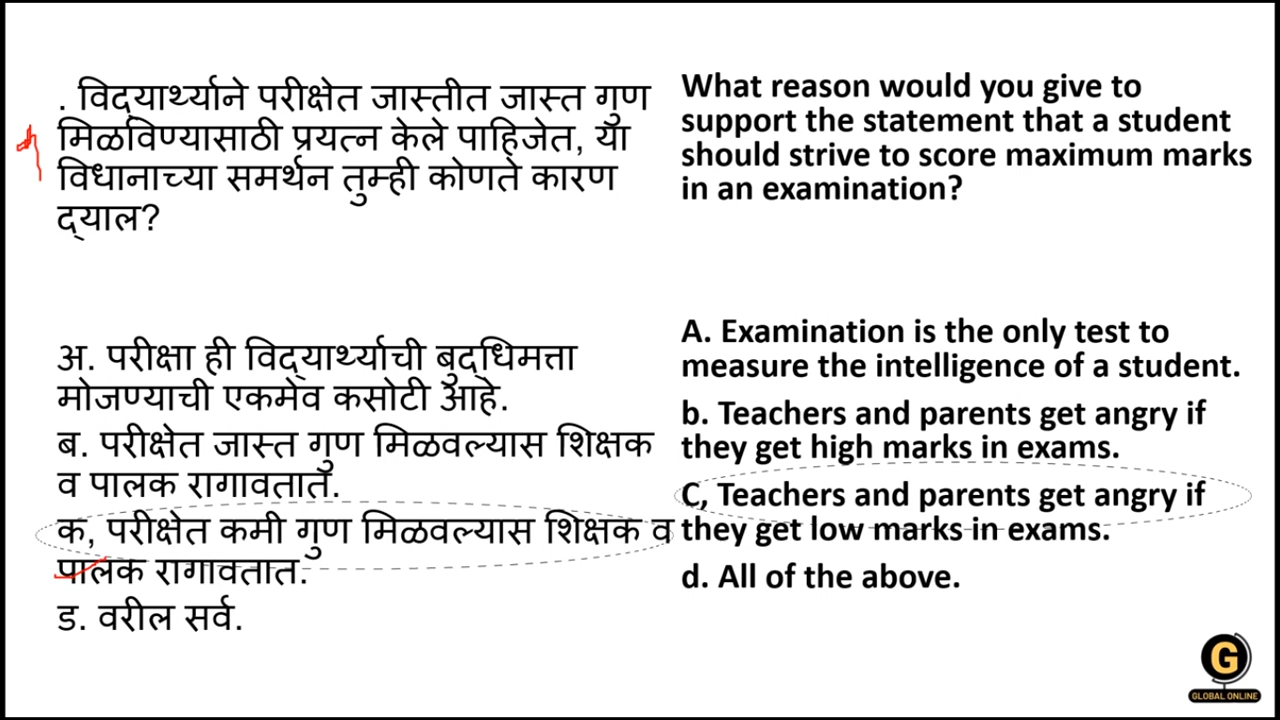 . विद्यार्थ्याने परीक्षेत जास्तीत जास्त गुण
मिळविण्यासाठी प्रयत्न केले पाहिजेत, या
विधानाच्या समर्थन तुम्ही कोणते कारण
द्याल?
अ. परीक्षा ही विद्यार्थ्याची बुद्धिमत्ता
मोजण्याची एकमेव कसोटी आहे.
ब. परीक्षेत जास्त गुण मिळवल्यास शिक्षक
व पालक रागावतात.
क, परीक्षेत कमी गुण मिळवल्यास शिक्षक व
पालक रागावतात.
ड. वरील सर्व.
What reason would you give to
support the statement that a student
should strive to score maximum marks
in an examination?
A. Examination is the only test to
measure the intelligence of a student.
b. Teachers and parents get angry if
they get high marks in exams.
C, Teachers and parents get angry if
they get low marks in exams.
d. All of the above.
G
GLOBAL ONLINE